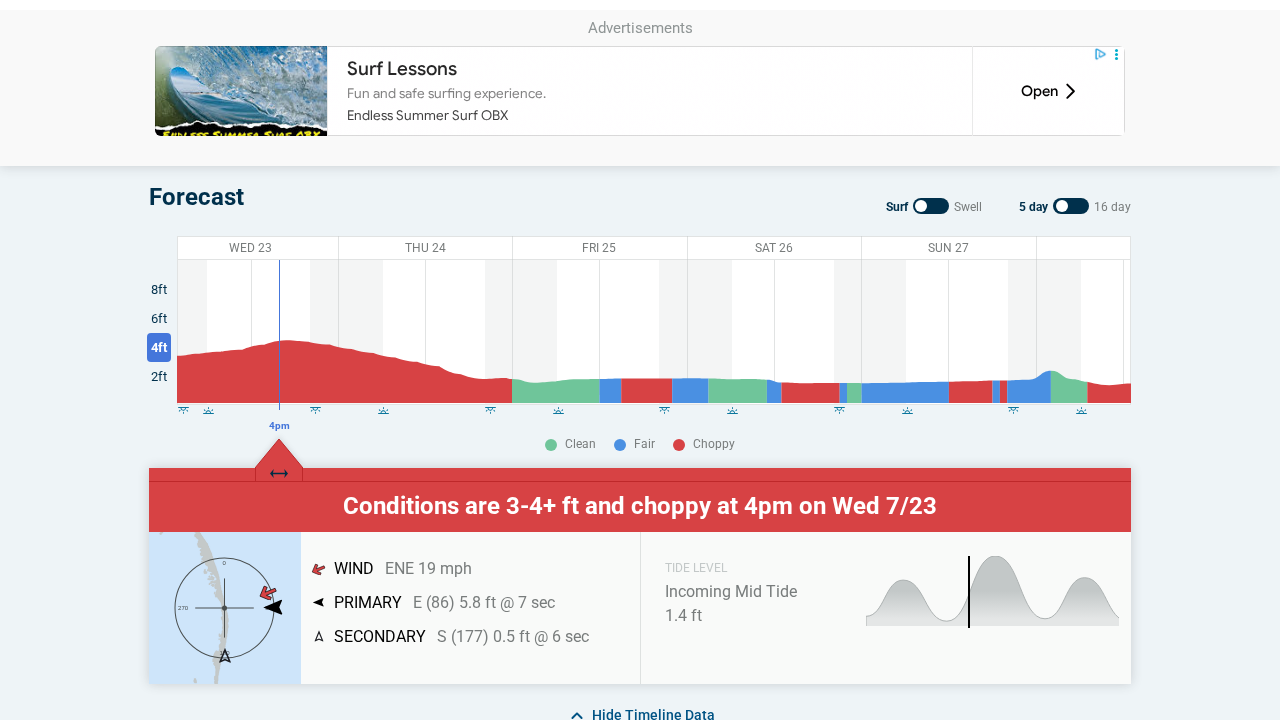 Advertisements
Surf Lessons
Fun and safe surfing experience.
Endless Summer Surf OBX
Open
ENDLESS SUMMER SURF OBX
Forecast
Surf Swell 5 day 16 day
WED 23 THU 24 FRI 25 SAT 26 SUN 27
8ft
6ft
4ft
2ft
4pm
Clean Fair Choppy
Conditions are 3-4+ ft and choppy at 4pm on Wed 7/23
0
270
WIND ENE 19 mph
PRIMARY E (86) 5.8 ft @ 7 sec
SECONDARY S (177) 0.5 ft @ 6 sec
TIDE LEVEL
Incoming Mid Tide
1.4 ft
Hide Timeline Data